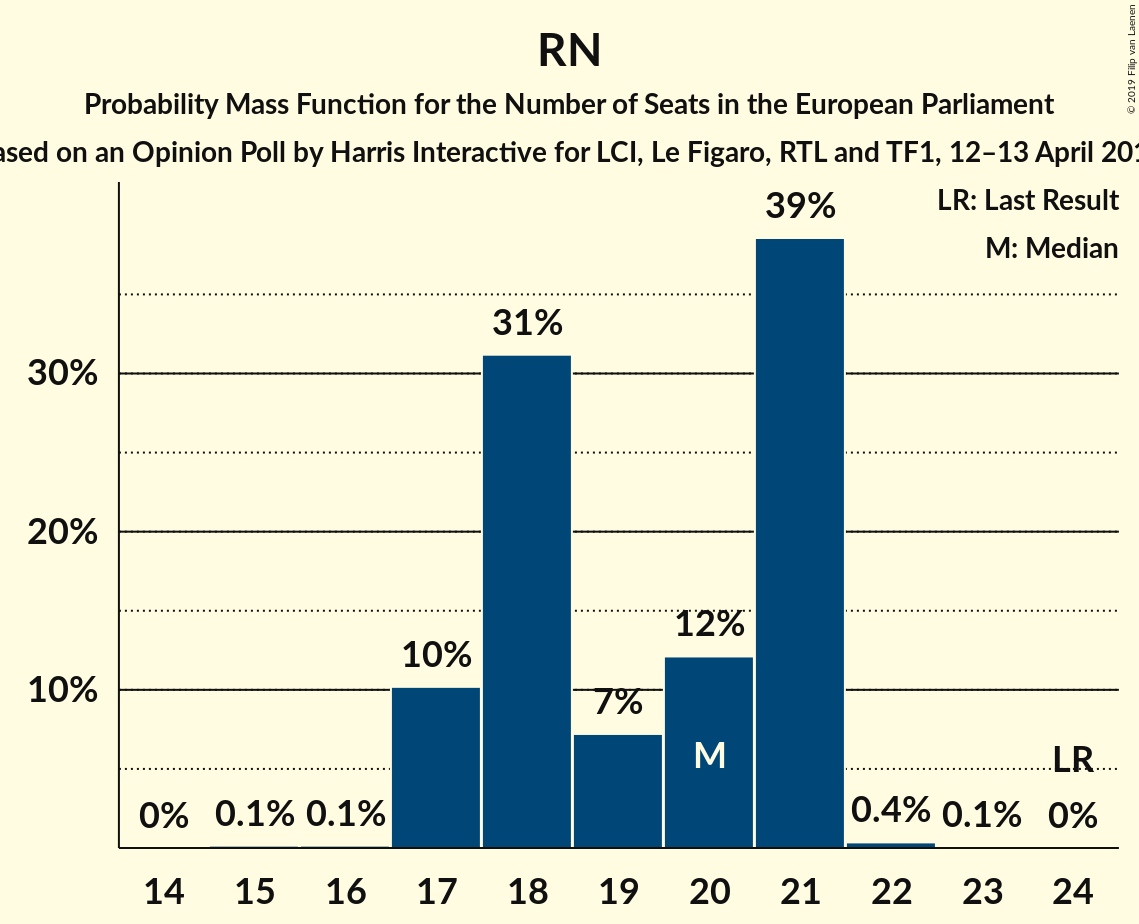 RN
Probability Mass Function for the Number of Seats in the European Parliament
ased on an Opinion Poll by Harris Interactive for LCI, Le Figaro, RTL and TF1, 12–13 April 201
© 2019 Filip van Laenen
LR: Last Result
M: Median
39%
31%
30%
20%
12%
10%
7%
10%
M
LR
0%
0.1%
0.1%
0.4%
0.1%
0%
14 15 16 17 18 19 20 21 22 23 24